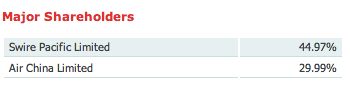 Major Shareholders
Swire Pacific Limited 44.97%
Air China Limited 29.99%